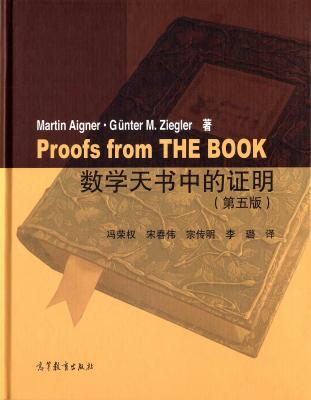 Martin Aigner · Günter M. Ziegler 著
Proofs from THE BOOK
数学天书中的证明
(第五版)
冯荣权 宋春伟 宗传明 李璐 译
高等教育出版社